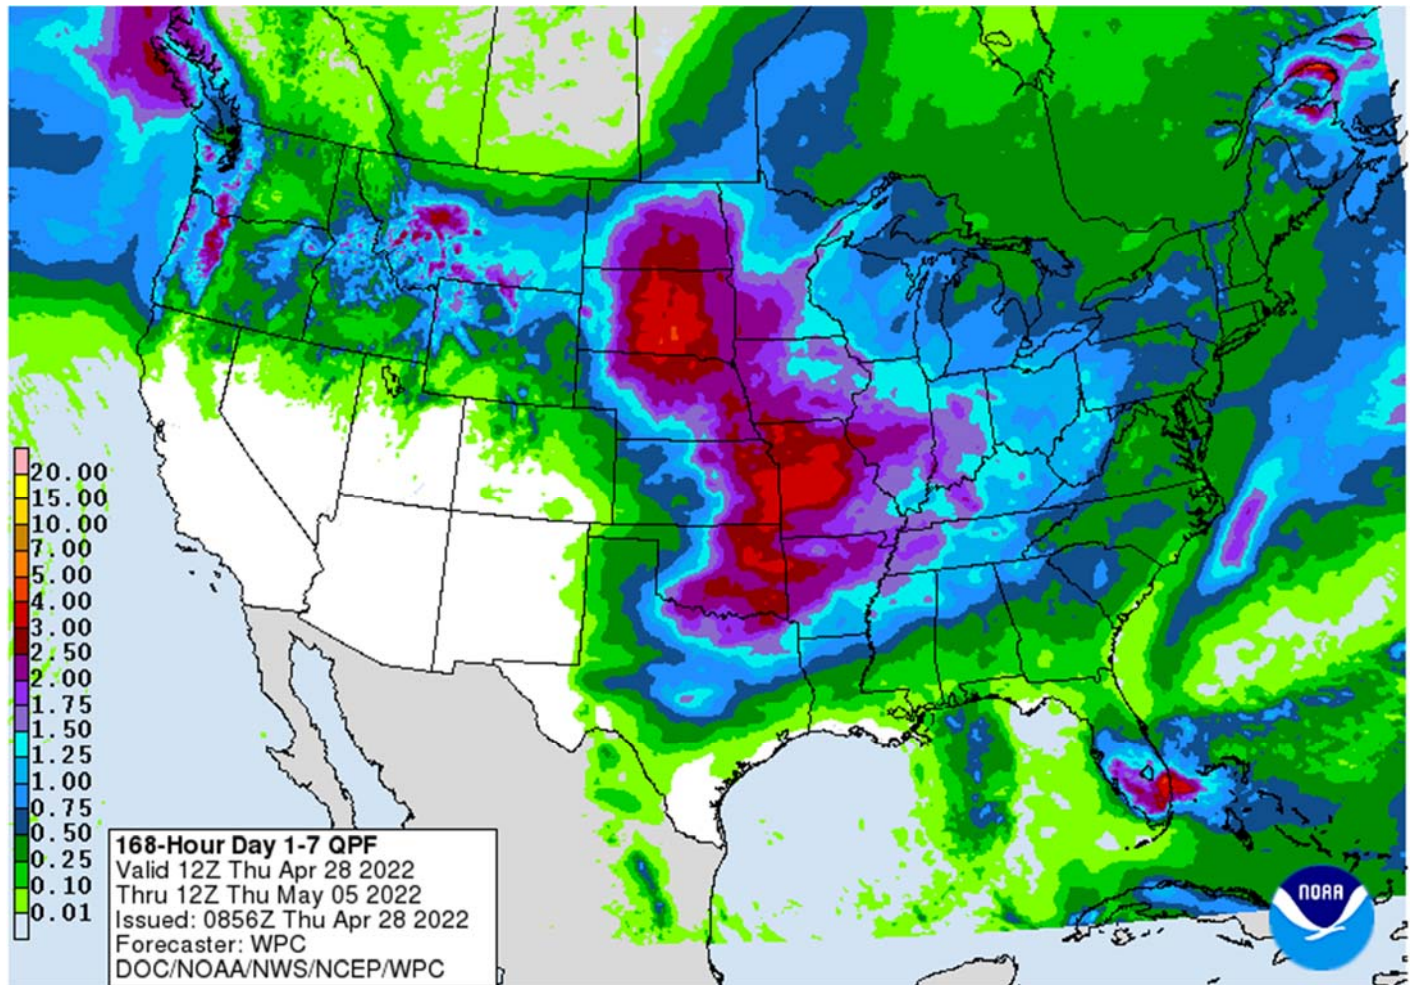 20.00
15.00
10.00
7.00
5.00
4.00
3.00
2.50
2.00
1.75
1.50
1.25
1.00
0.75
0.50
0.25
0.10
0.01
168-Hour Day 1-7 QPF
Valid 12Z Thu Apr 28 2022
Thru 12Z Thu May 05 2022
Issued: 0856Z Thu Apr 28 2022
Forecaster: WPC
DOC/NOAA/NWS/NCEP/WPC
NOAA